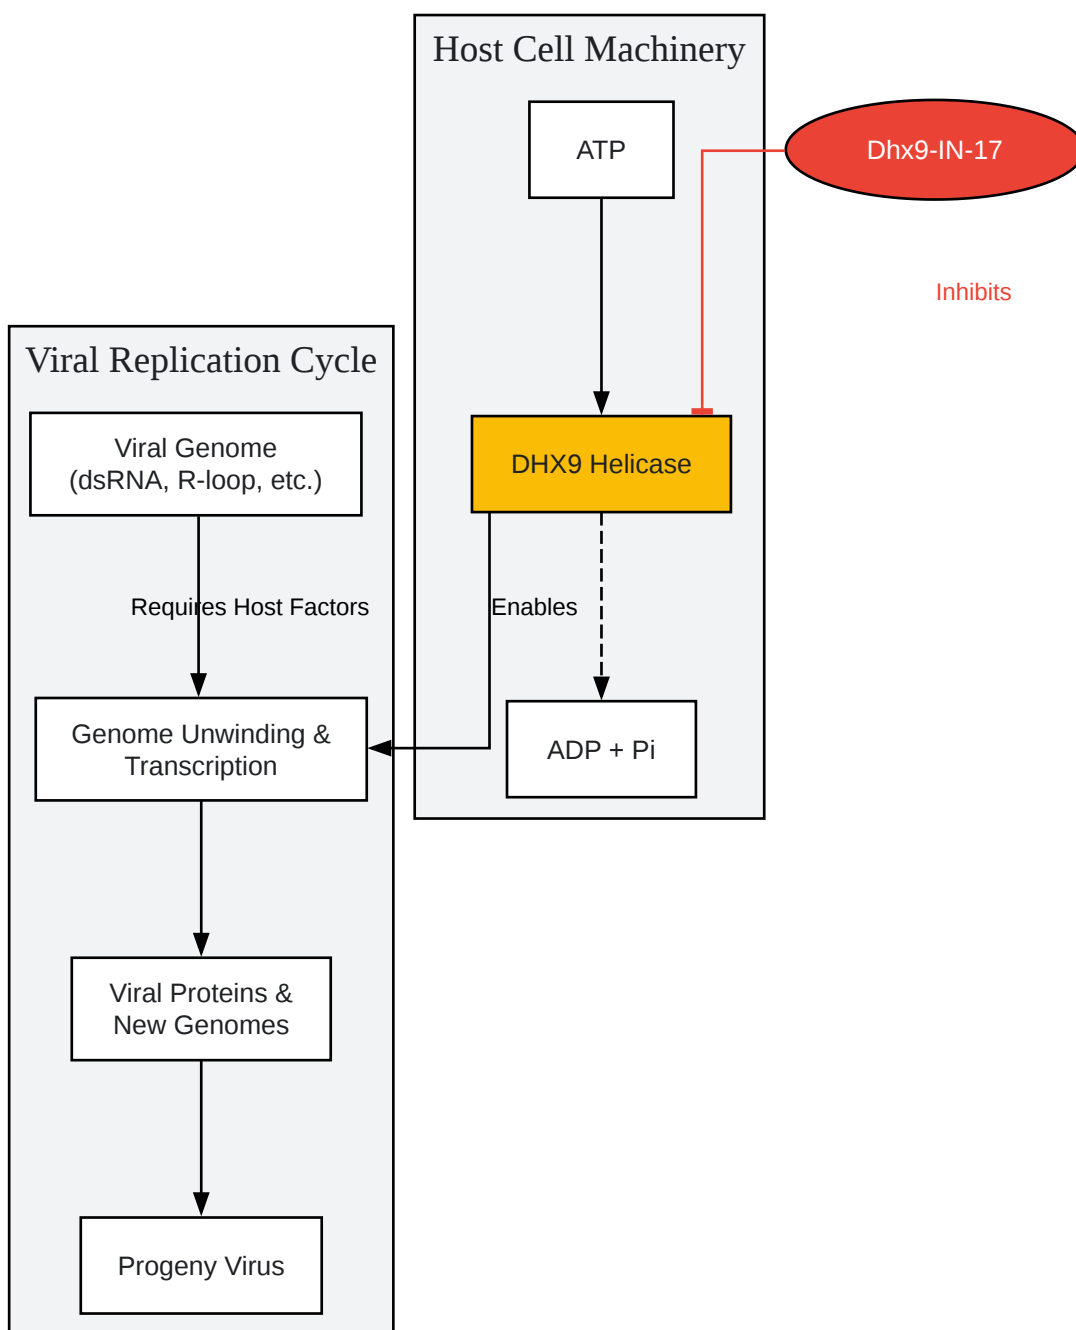 Host Cell Machinery
ATP
Dhx9-IN-17
Inhibits
Viral Replication Cycle
Viral Genome
(dsRNA, R-loop, etc.)
DHX9 Helicase
Requires Host Factors
Enables
Genome Unwinding &
Transcription
ADP + Pi
Viral Proteins &
New Genomes
Progeny Virus